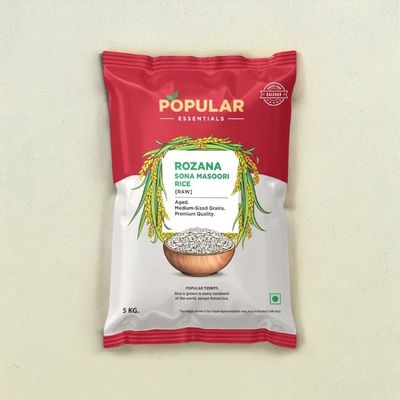 POPULAR
ESSENTIALS
RAICHUR
ROZANA
SONA MASOORI
RICE
[RAW]
Aged.
Medium-Sized Grains.
Premium Quality.
POPULAR TIDBITS
Rice is grown in every continent
of the world, except Antarctica.
5 KG.